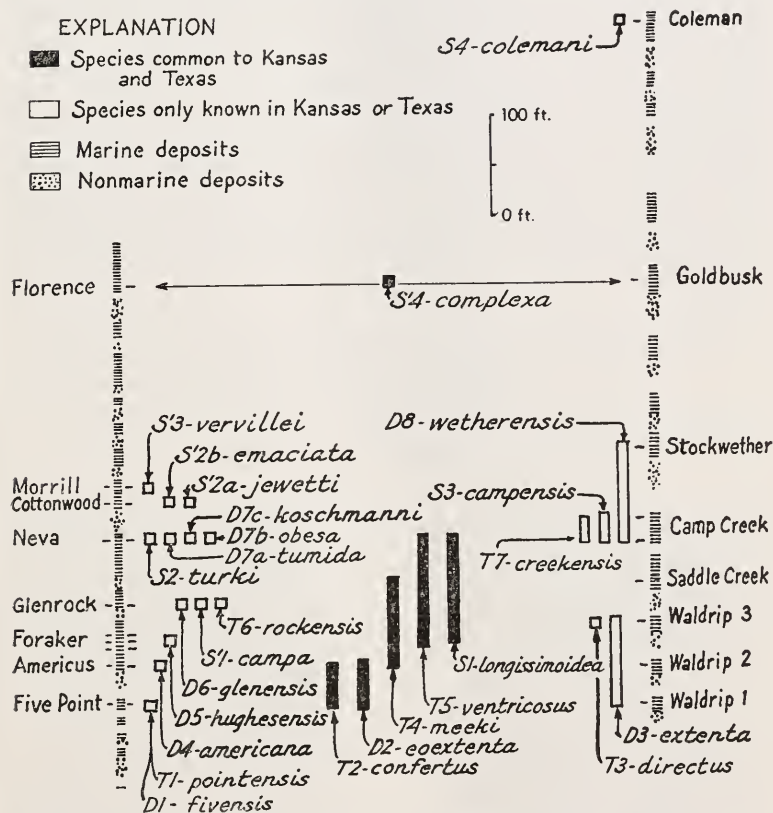 EXPLANATION
Species common to Kansas
and Texas
Species only known in Kansas or Texas
Marine deposits
Nonmarine deposits
100 ft.
0 ft.
Coleman
S4-colemani
Florence
Goldbusk
S'4-complexa
S'3-vervillei
S'2b-emaciata
S'2a-jewetti
D8-wetherensis
Stockwether
Morrill
Cottonwood
S3-campensis
D7c-koschmanni
Camp Creek
Neva
D7b-obesa
D7a-tumida
S2-turki
T7-creekensis
Saddle Creek
Glenrock
T6-rockensis
Waldrip 3
Foraker
S'1-campa
S1-longissimoidea
Americus
D6-glenensis
Waldrip 2
Five Point
D5-hughesensis
T5-ventricosus
Waldrip 1
D4-americana
T4-meeki
D3-extenta
T1-pointensis
D2-eoextenta
T3-directus
D1-fivensis
T2-confertus